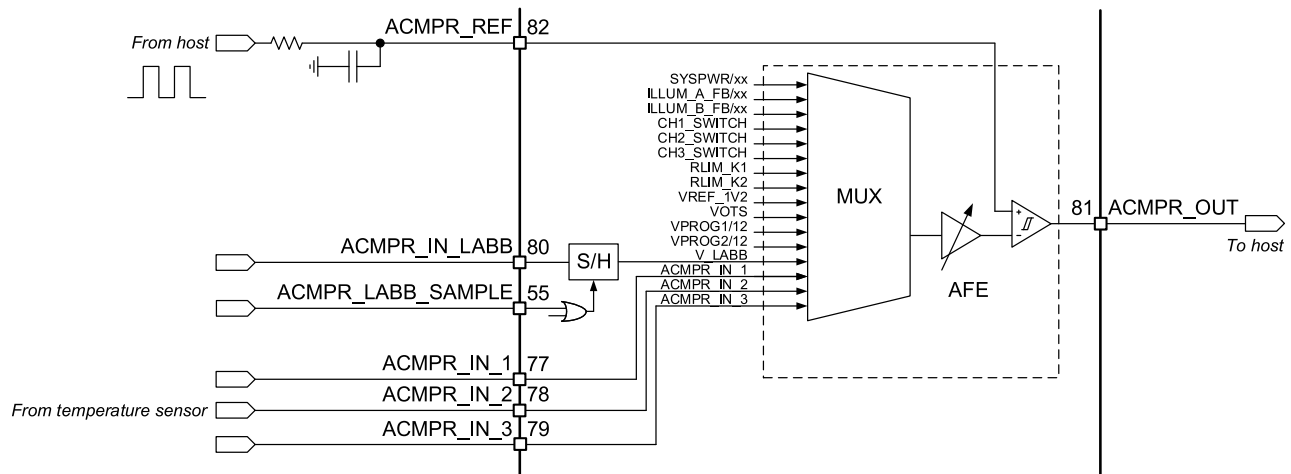 From host
ACMPR_REF 82
SYSPWR/xx
ILLUM_A_FB/xx
ILLUM_B_FB/xx
CH1_SWITCH
CH2_SWITCH
CH3_SWITCH
RLIM_K1
RLIM_K2
VREF_1V2
VOTS
VPROG1/12
VPROG2/12
V_LABB
ACMPR_IN_1
ACMPR_IN_2
ACMPR_IN_3
MUX
AFE
+
-
81 ACMPR_OUT
To host
ACMPR_IN_LABB 80
S/H
ACMPR_LABB_SAMPLE 55
ACMPR_IN_1 77
From temperature sensor
ACMPR_IN_2 78
ACMPR_IN_3 79